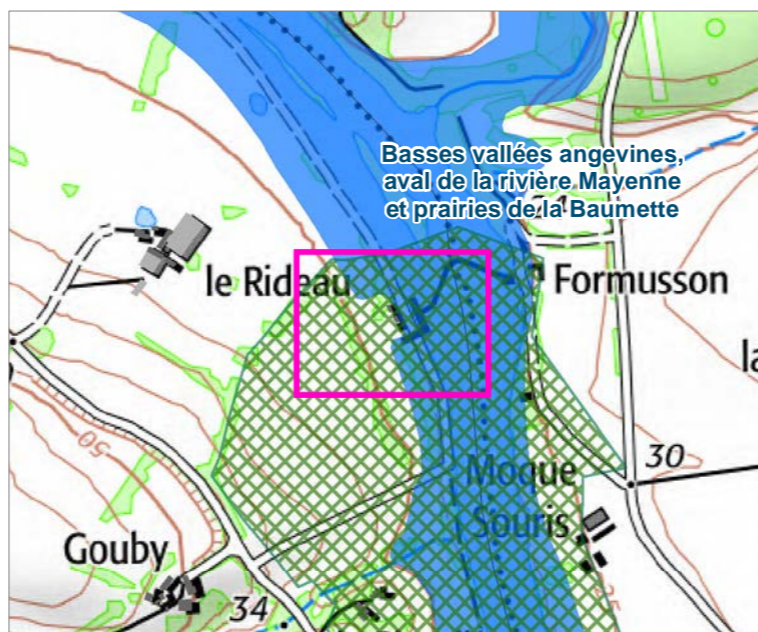 Basses vallées angevines,
aval de la rivière Mayenne
et prairies de la Baumette
le Rideau
Formusson
la
50
30
Moque
Souris
Gouby
25
34